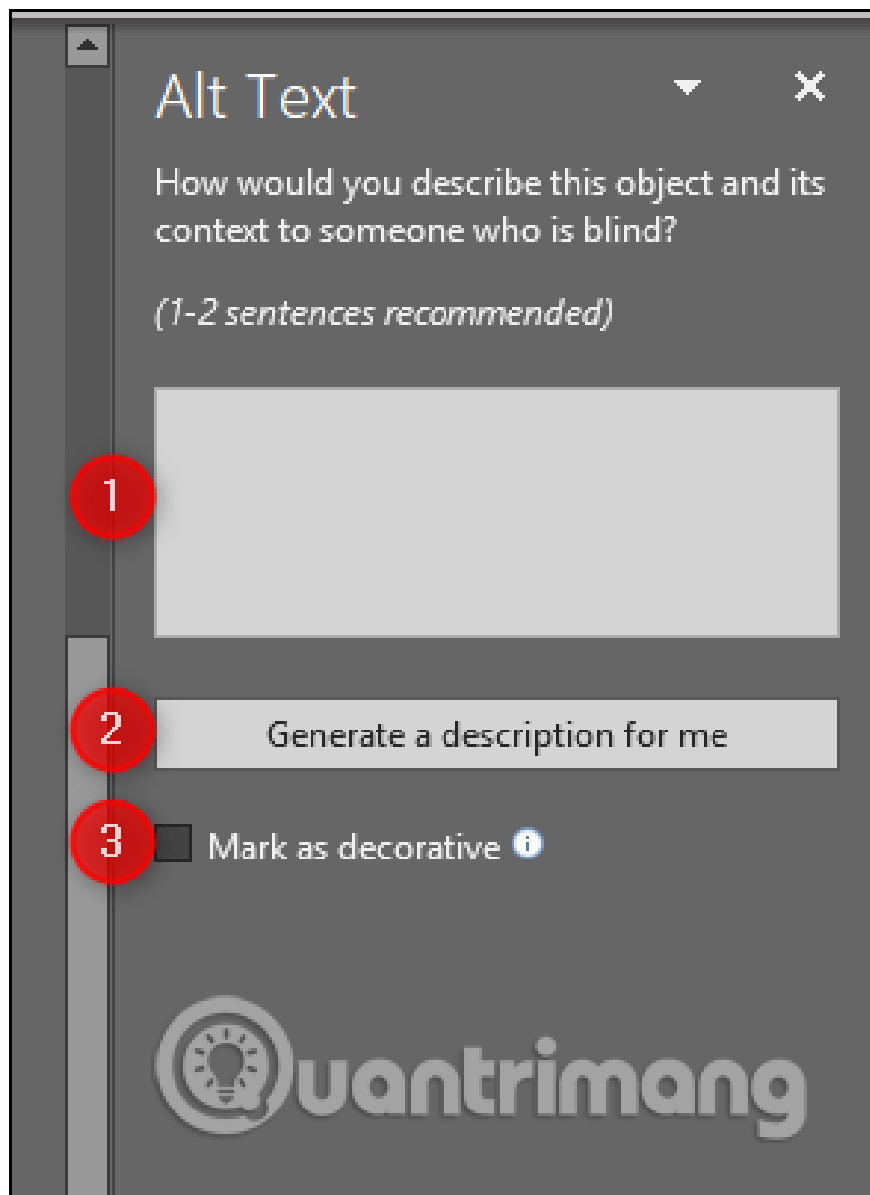 Alt Text
How would you describe this object and its
context to someone who is blind?
(1-2 sentences recommended)
1
2
Generate a description for me
3
Mark as decorative
Quantrimang